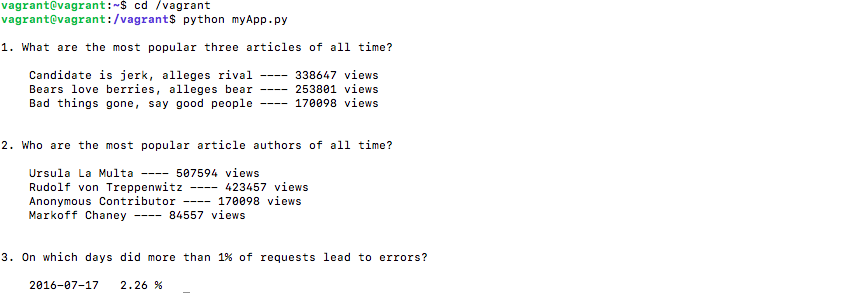 vagrant@vagrant:~$ cd /vagrant
vagrant@vagrant:/vagrant$ python myApp.py
1. What are the most popular three articles of all time?
Candidate is jerk, alleges rival ---- 338647 views
Bears love berries, alleges bear ---- 253801 views
Bad things gone, say good people ---- 170098 views
2. Who are the most popular article authors of all time?
Ursula La Multa ---- 507594 views
Rudolf von Treppenwitz ---- 423457 views
Anonymous Contributor ---- 170098 views
Markoff Chaney ---- 84557 views
3. On which days did more than 1% of requests lead to errors?
2016-07-17   2.26 %   _